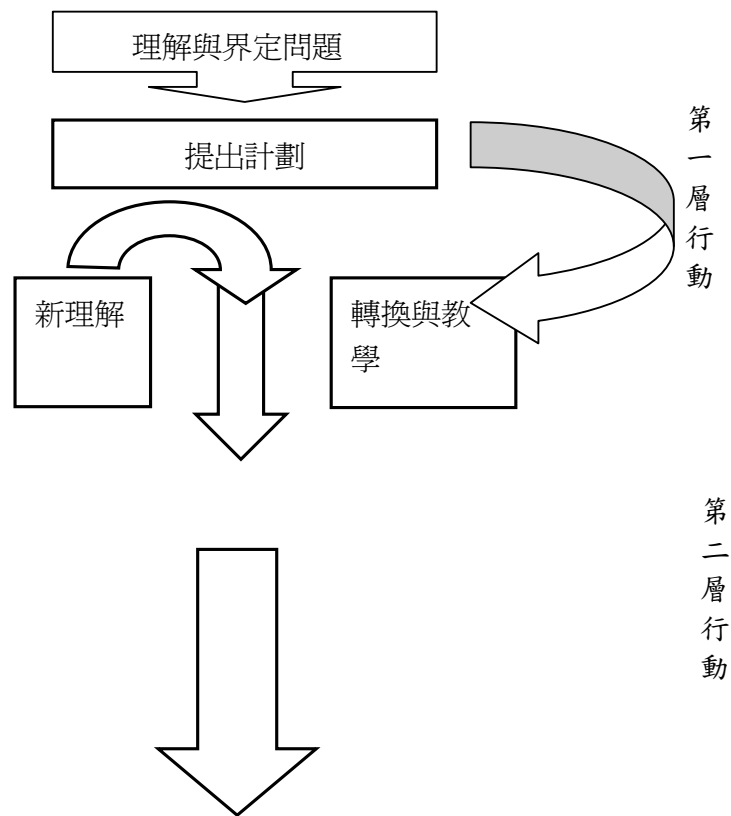 理解與界定問題
提出計劃
第一層行動
新理解
轉換與教
學
第二層行動